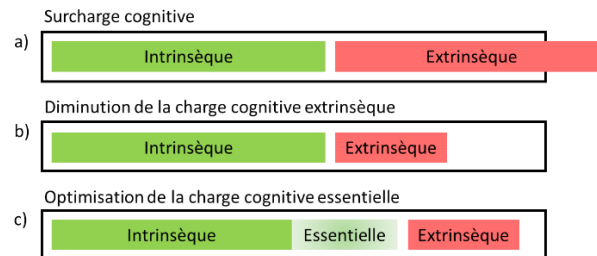 Surcharge cognitive
a) Intrinsèque Extrinsèque
Diminution de la charge cognitive extrinsèque
b) Intrinsèque Extrinsèque
Optimisation de la charge cognitive essentielle
c) Intrinsèque Essentielle Extrinsèque